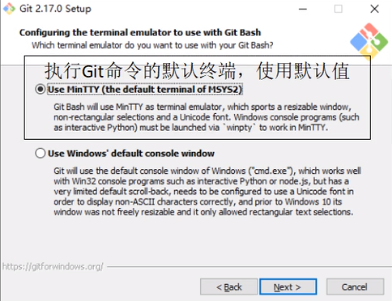 Git 2.17.0 Setup
Configuring the terminal emulator to use with Git Bash
Which terminal emulator do you want to use with your Git Bash?
执行Git命令的默认终端，使用默认值
Use MinTTY (the default terminal of MSYS2)
Git Bash will use MinTTY as terminal emulator, which sports a resizable window,
non-rectangular selections and a Unicode font. Windows console programs (such
as interactive Python) must be launched via `winpty` to work in MinTTY.
Use Windows' default console window
Git will use the default console window of Windows ("cmd.exe"), which works well
with Win32 console programs such as interactive Python or node.js, but has a
very limited default scroll-back, needs to be configured to use a Unicode font in
order to display non-ASCII characters correctly, and prior to Windows 10 its
window was not freely resizable and it only allowed rectangular text selections.
https://gitforwindows.org/
< Back
Next >
Cancel